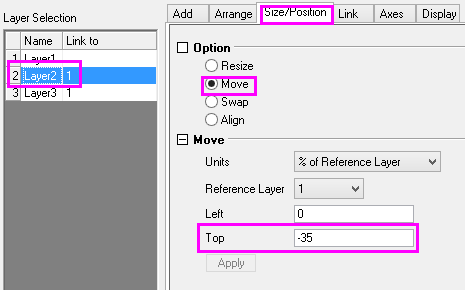 Layer Selection
Name Link to
1 Layer1
2 Layer2 1
3 Layer3 1
Add Arrange Size/Position Link Axes Display
Option
Resize
Move
Swap
Align
Move
Units % of Reference Layer
Reference Layer 1
Left 0
Top -35
Apply